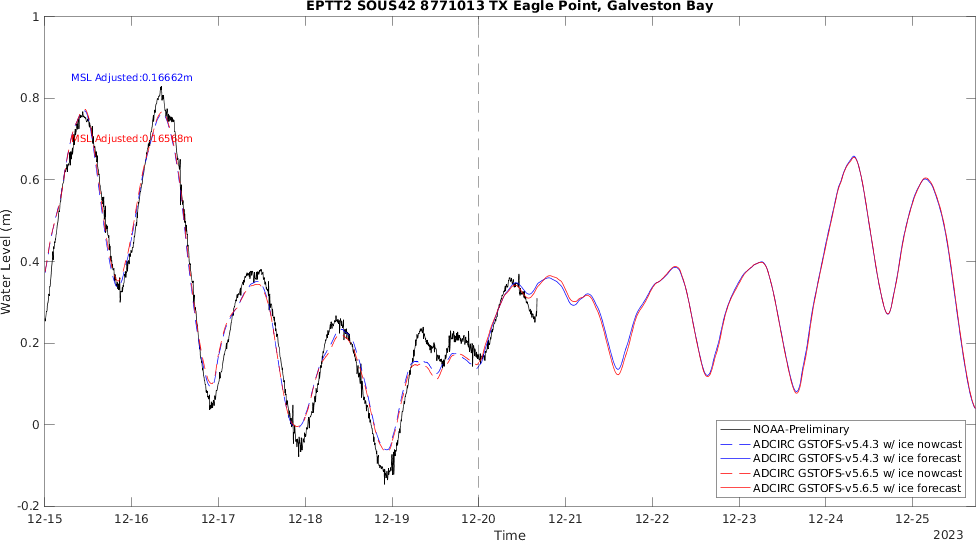 EPTT2 SOUS42 8771013 TX Eagle Point, Galveston Bay
1
0.8
0.6
0.4
0.2
0
-0.2
Water Level (m)
MSL Adjusted:0.16662m
MSL Adjusted:0.16568m
NOAA-Preliminary
ADCIRC GSTOFS-v5.4.3 w/ ice nowcast
ADCIRC GSTOFS-v5.4.3 w/ ice forecast
ADCIRC GSTOFS-v5.6.5 w/ ice nowcast
ADCIRC GSTOFS-v5.6.5 w/ ice forecast
12-15 12-16 12-17 12-18 12-19 12-20 12-21 12-22 12-23 12-24 12-25
Time
2023